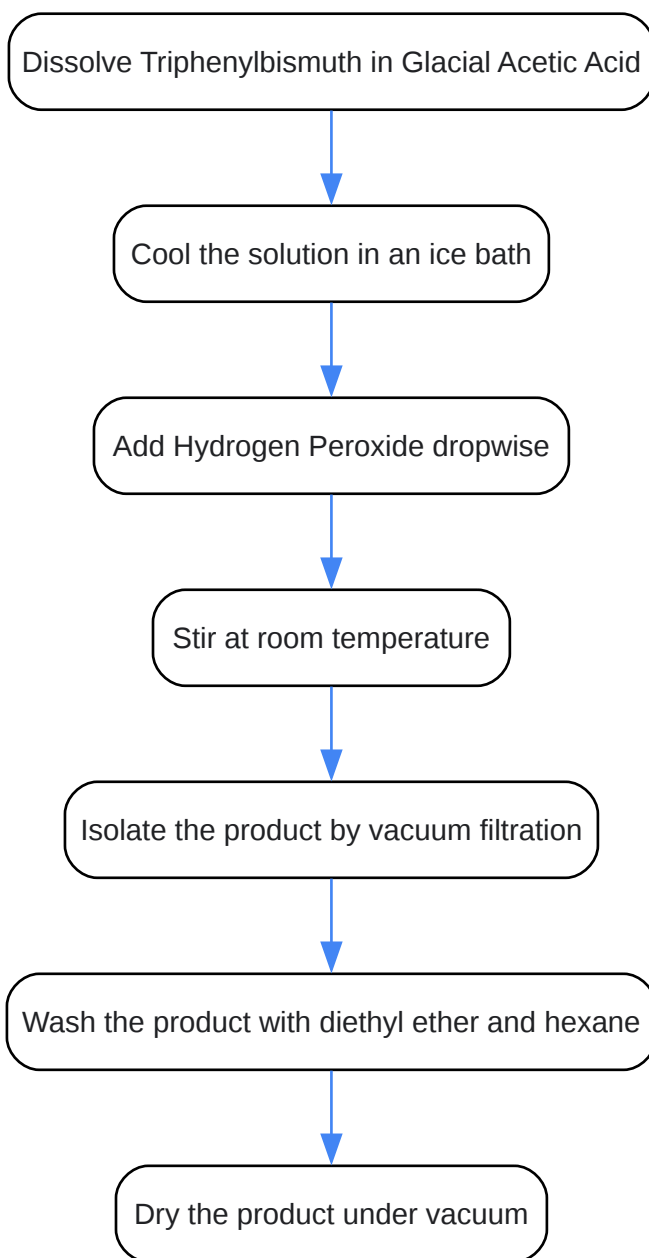 Dissolve Triphenylbismuth in Glacial Acetic Acid
Cool the solution in an ice bath
Add Hydrogen Peroxide dropwise
Stir at room temperature
Isolate the product by vacuum filtration
Wash the product with diethyl ether and hexane
Dry the product under vacuum